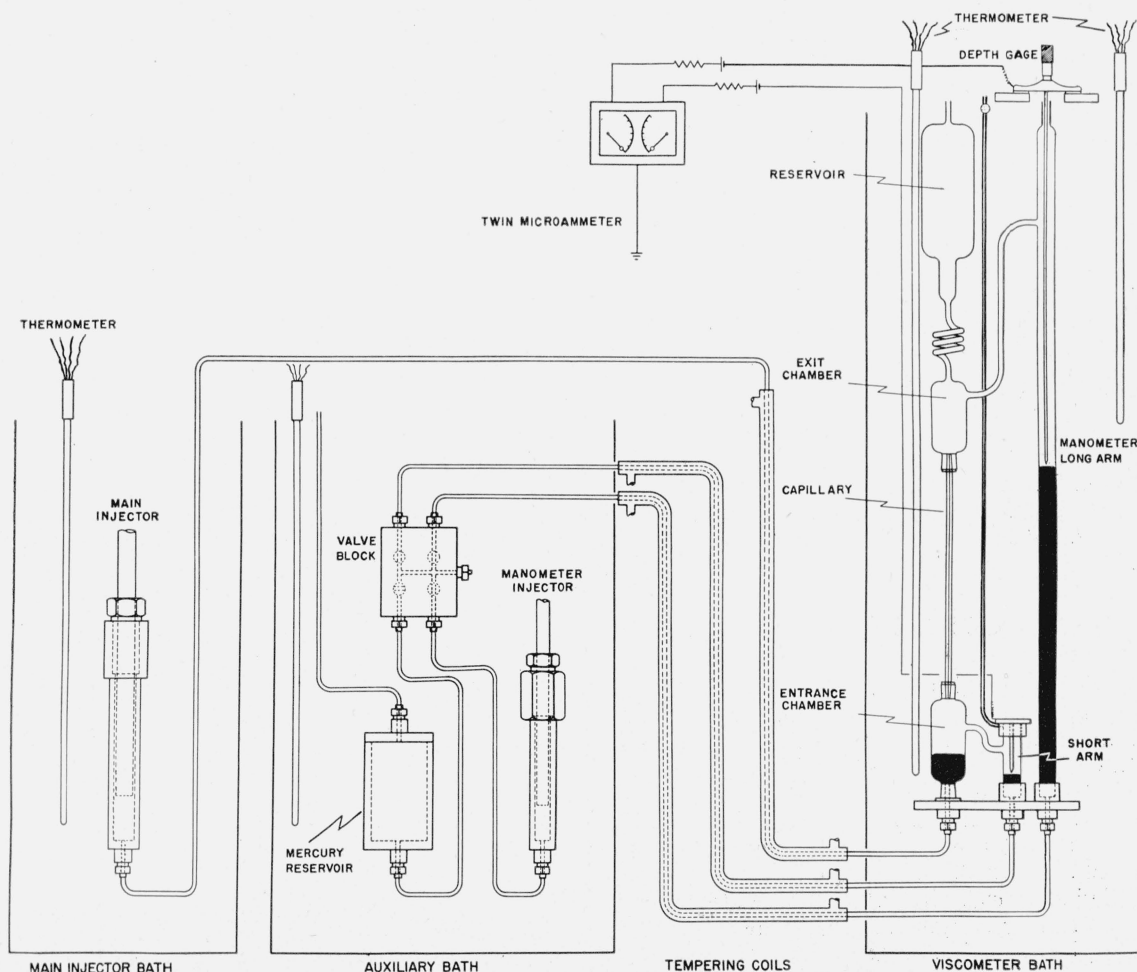 THERMOMETER
DEPTH GAGE
RESERVOIR
TWIN MICROAMMETER
THERMOMETER
EXIT
CHAMBER
MANOMETER
LONG ARM
MAIN
INJECTOR
CAPILLARY
VALVE
BLOCK
MANOMETER
INJECTOR
ENTRANCE
CHAMBER
SHORT
ARM
MERCURY
RESERVOIR
MAIN INJECTOR BATH
AUXILIARY BATH
TEMPERING COILS
VISCOMETER BATH